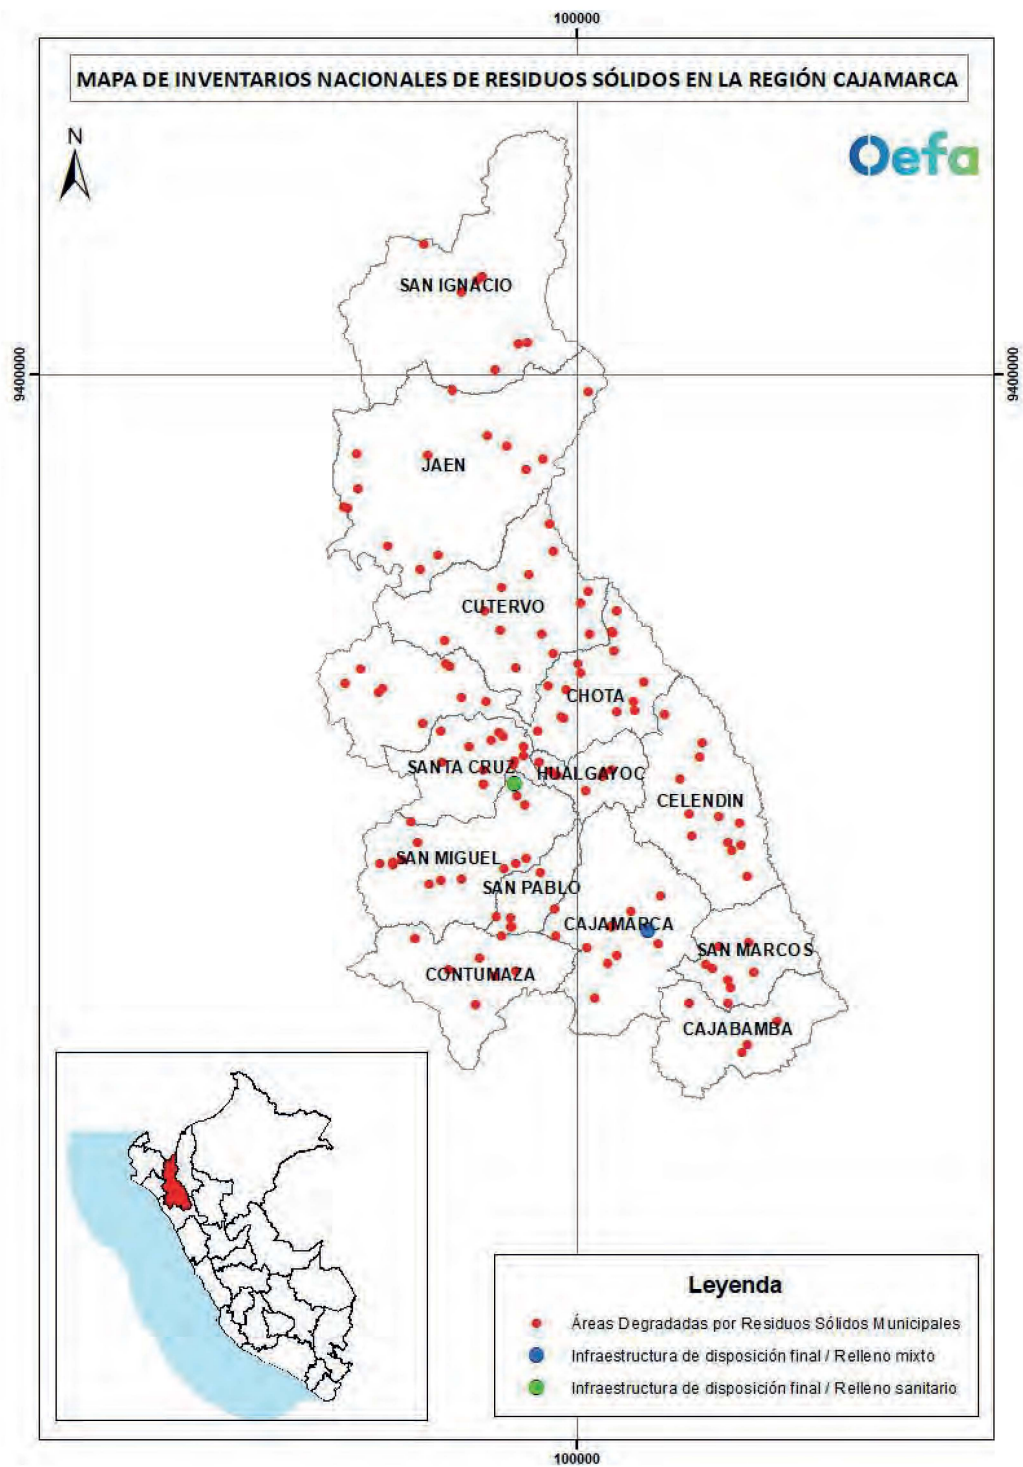 100000
MAPA DE INVENTARIOS NACIONALES DE RESIDUOS SÓLIDOS EN LA REGIÓN CAJAMARCA
N
Oefa
SAN IGNACIO
9400000
9400000
JAEN
CUTERVO
CHOTA
SANTA CRUZ
HUALGAYOC
CELENDIN
SAN MIGUEL
SAN PABLO
CAJAMARCA
SAN MARCOS
CONTUMAZA
CAJABAMBA
Leyenda
Áreas Degradadas por Residuos Sólidos Municipales
Infraestructura de disposición final / Relleno mixto
Infraestructura de disposición final / Relleno sanitario
100000